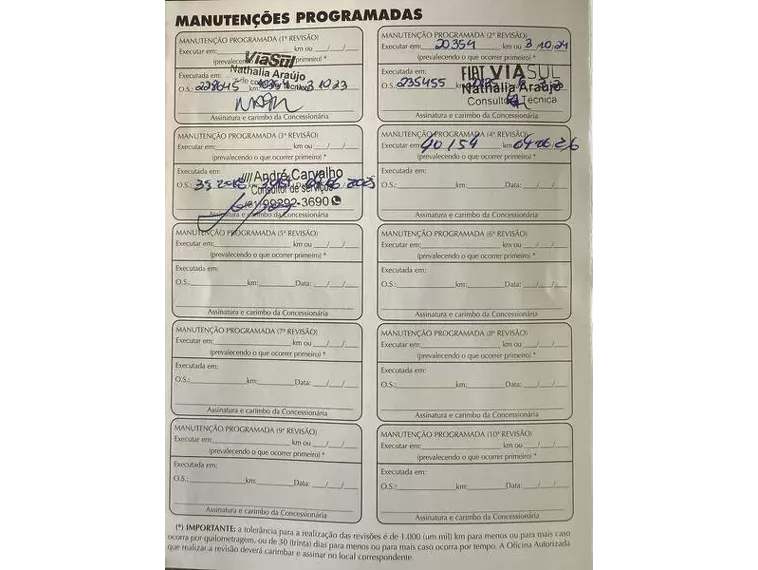 MANUTENÇÕES PROGRAMADAS
MANUTENÇÃO PROGRAMADA (1ª REVISÃO)
Executar em: km ou / /
(prevalecendo o que ocorrer primeiro) *
ViaSul
Nathalia Araújo
Executada em:
O.S.: 228045 3.10.23
Assinatura e carimbo da Concessionária
MANUTENÇÃO PROGRAMADA (2ª REVISÃO)
Executar em: 20354 km ou 3.10.24
(prevalecendo o que ocorrer primeiro) *
FIAT VIASUL
Executada em:
Nathalia Araújo
O.S.: 235455
Consultora Técnica
Assinatura e carimbo da Concessionária
MANUTENÇÃO PROGRAMADA (3ª REVISÃO)
Executar em: km ou / /
(prevalecendo o que ocorrer primeiro) *
Executada em:
André Carvalho
Consultor de serviços
O.S.:
99292-3690
Assinatura e carimbo da Concessionária
MANUTENÇÃO PROGRAMADA (4ª REVISÃO)
Executar em: 40154 km ou 04.06.26
(prevalecendo o que ocorrer primeiro) *
Executada em:
O.S.: km: Data: / /
Assinatura e carimbo da Concessionária
MANUTENÇÃO PROGRAMADA (5ª REVISÃO)
Executar em: km ou / /
(prevalecendo o que ocorrer primeiro) *
Executada em:
O.S.: km: Data: / /
Assinatura e carimbo da Concessionária
MANUTENÇÃO PROGRAMADA (6ª REVISÃO)
Executar em: km ou / /
(prevalecendo o que ocorrer primeiro) *
Executada em:
O.S.: km: Data: / /
Assinatura e carimbo da Concessionária
MANUTENÇÃO PROGRAMADA (7ª REVISÃO)
Executar em: km ou / /
(prevalecendo o que ocorrer primeiro) *
Executada em:
O.S.: km: Data: / /
Assinatura e carimbo da Concessionária
MANUTENÇÃO PROGRAMADA (8ª REVISÃO)
Executar em: km ou / /
(prevalecendo o que ocorrer primeiro) *
Executada em:
O.S.: km: Data: / /
Assinatura e carimbo da Concessionária
MANUTENÇÃO PROGRAMADA (9ª REVISÃO)
Executar em: km ou / /
(prevalecendo o que ocorrer primeiro) *
Executada em:
O.S.: km: Data: / /
Assinatura e carimbo da Concessionária
MANUTENÇÃO PROGRAMADA (10ª REVISÃO)
Executar em: km ou / /
(prevalecendo o que ocorrer primeiro) *
Executada em:
O.S.: km: Data: / /
Assinatura e carimbo da Concessionária
(*) IMPORTANTE: a tolerância para a realização das revisões é de 1.000 (um mil) km para menos ou para mais caso
ocorra por quilometragem, ou de 30 (trinta) dias para menos ou para mais caso ocorra por tempo. A Oficina Autorizada
que realizar a revisão deverá carimbar e assinar no local correspondente.